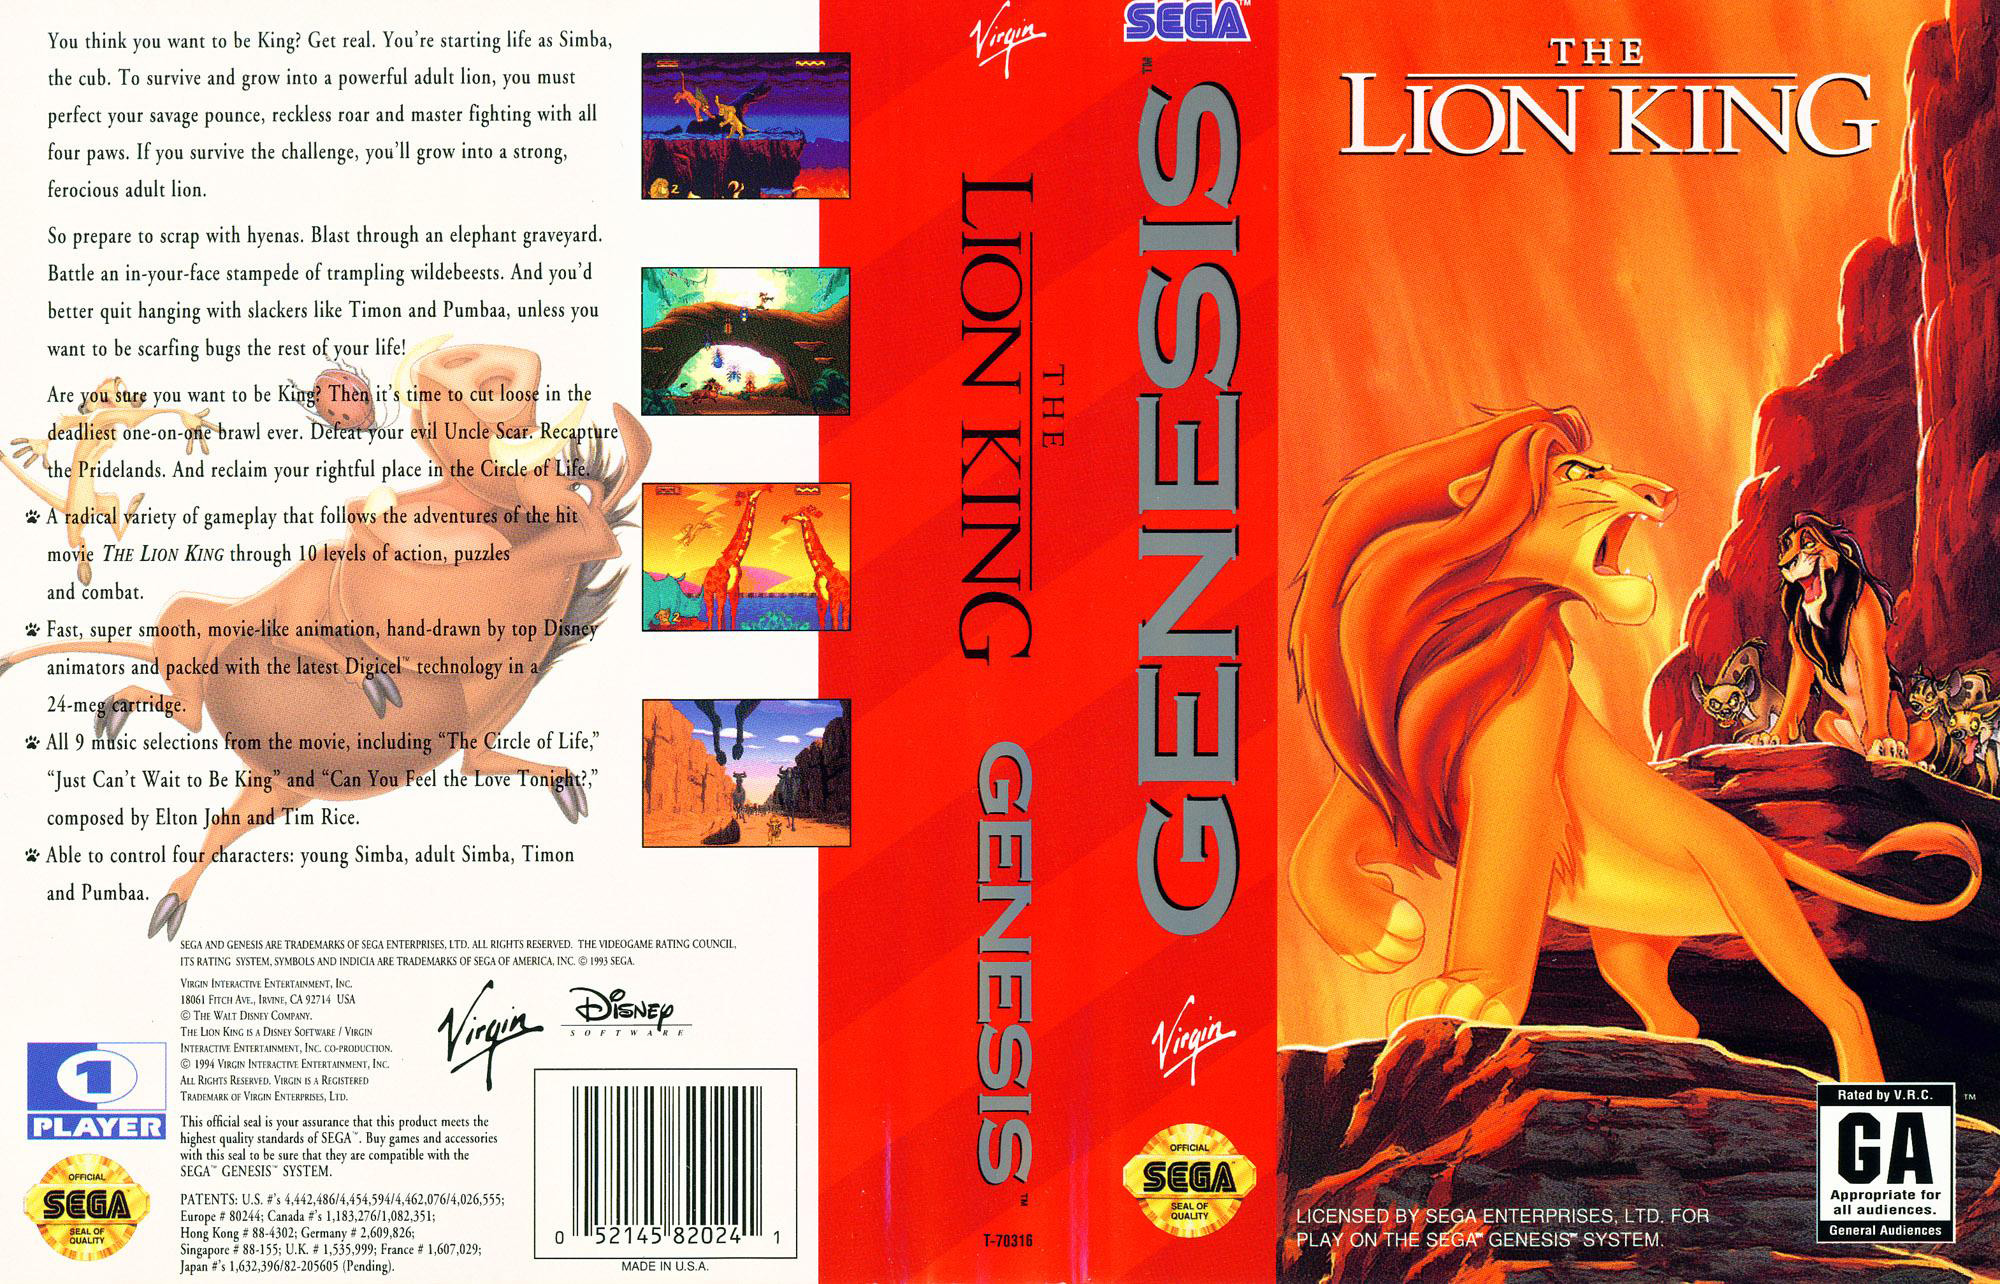 You think you want to be King? Get real. You're starting life as Simba,
the cub. To survive and grow into a powerful adult lion, you must
perfect your savage pounce, reckless roar and master fighting with all
four paws. If you survive the challenge, you'll grow into a strong,
ferocious adult lion.
So prepare to scrap with hyenas. Blast through an elephant graveyard.
Battle an in-your-face stampede of trampling wildebeests. And you'd
better quit hanging with slackers like Timon and Pumbaa, unless you
want to be scarfing bugs the rest of your life!
Are you sure you want to be King? Then it's time to cut loose in the
deadliest one-on-one brawl ever. Defeat your evil Uncle Scar. Recapture
the Pridelands. And reclaim your rightful place in the Circle of Life.
A radical variety of gameplay that follows the adventures of the hit
movie THE LION KING through 10 levels of action, puzzles
and combat.
Fast, super smooth, movie-like animation, hand-drawn by top Disney
animators and packed with the latest Digicel™ technology in a
24-meg cartridge.
All 9 music selections from the movie, including "The Circle of Life,"
"Just Can't Wait to Be King" and "Can You Feel the Love Tonight?,"
composed by Elton John and Tim Rice.
Able to control four characters: young Simba, adult Simba, Timon
and Pumbaa.
SEGA AND GENESIS ARE TRADEMARKS OF SEGA ENTERPRISES, LTD. ALL RIGHTS RESERVED. THE VIDEOGAME RATING COUNCIL,
ITS RATING SYSTEM, SYMBOLS AND INDICIA ARE TRADEMARKS OF SEGA OF AMERICA, INC. © 1993 SEGA.
VIRGIN INTERACTIVE ENTERTAINMENT, INC.
18061 FITCH AVE., IRVINE, CA 92714 USA
© THE WALT DISNEY COMPANY.
THE LION KING IS A DISNEY SOFTWARE / VIRGIN
INTERACTIVE ENTERTAINMENT, INC. CO-PRODUCTION.
© 1994 VIRGIN INTERACTIVE ENTERTAINMENT, INC.
ALL RIGHTS RESERVED. VIRGIN IS A REGISTERED
TRADEMARK OF VIRGIN ENTERPRISES, LTD.
Virgin
DISNEY
SOFTWARE
1
PLAYER
This official seal is your assurance that this product meets the
highest quality standards of SEGA™. Buy games and accessories
with this seal to be sure that they are compatible with the
SEGA™ GENESIS™ SYSTEM.
OFFICIAL
SEGA™
SEAL OF
QUALITY
PATENTS: U.S. #'s 4,442,486/4,454,594/4,462,076/4,026,555;
Europe # 80244; Canada #'s 1,183,276/1,082,351;
Hong Kong # 88-4302; Germany # 2,609,826;
Singapore # 88-155; U.K. # 1,535,999; France # 1,607,029;
Japan #'s 1,632,396/82-205605 (Pending).
0 52145 82024 1
MADE IN U.S.A.
2
2
Virgin
THE
LION KING
GENESIS™
T-70316
SEGA™
GENESIS™
Virgin
OFFICIAL
SEGA™
SEAL OF
QUALITY
THE
LION KING
LICENSED BY SEGA ENTERPRISES, LTD. FOR
PLAY ON THE SEGA™ GENESIS™ SYSTEM.
Rated by V.R.C.
™
GA
Appropriate for
all audiences.
General Audiences